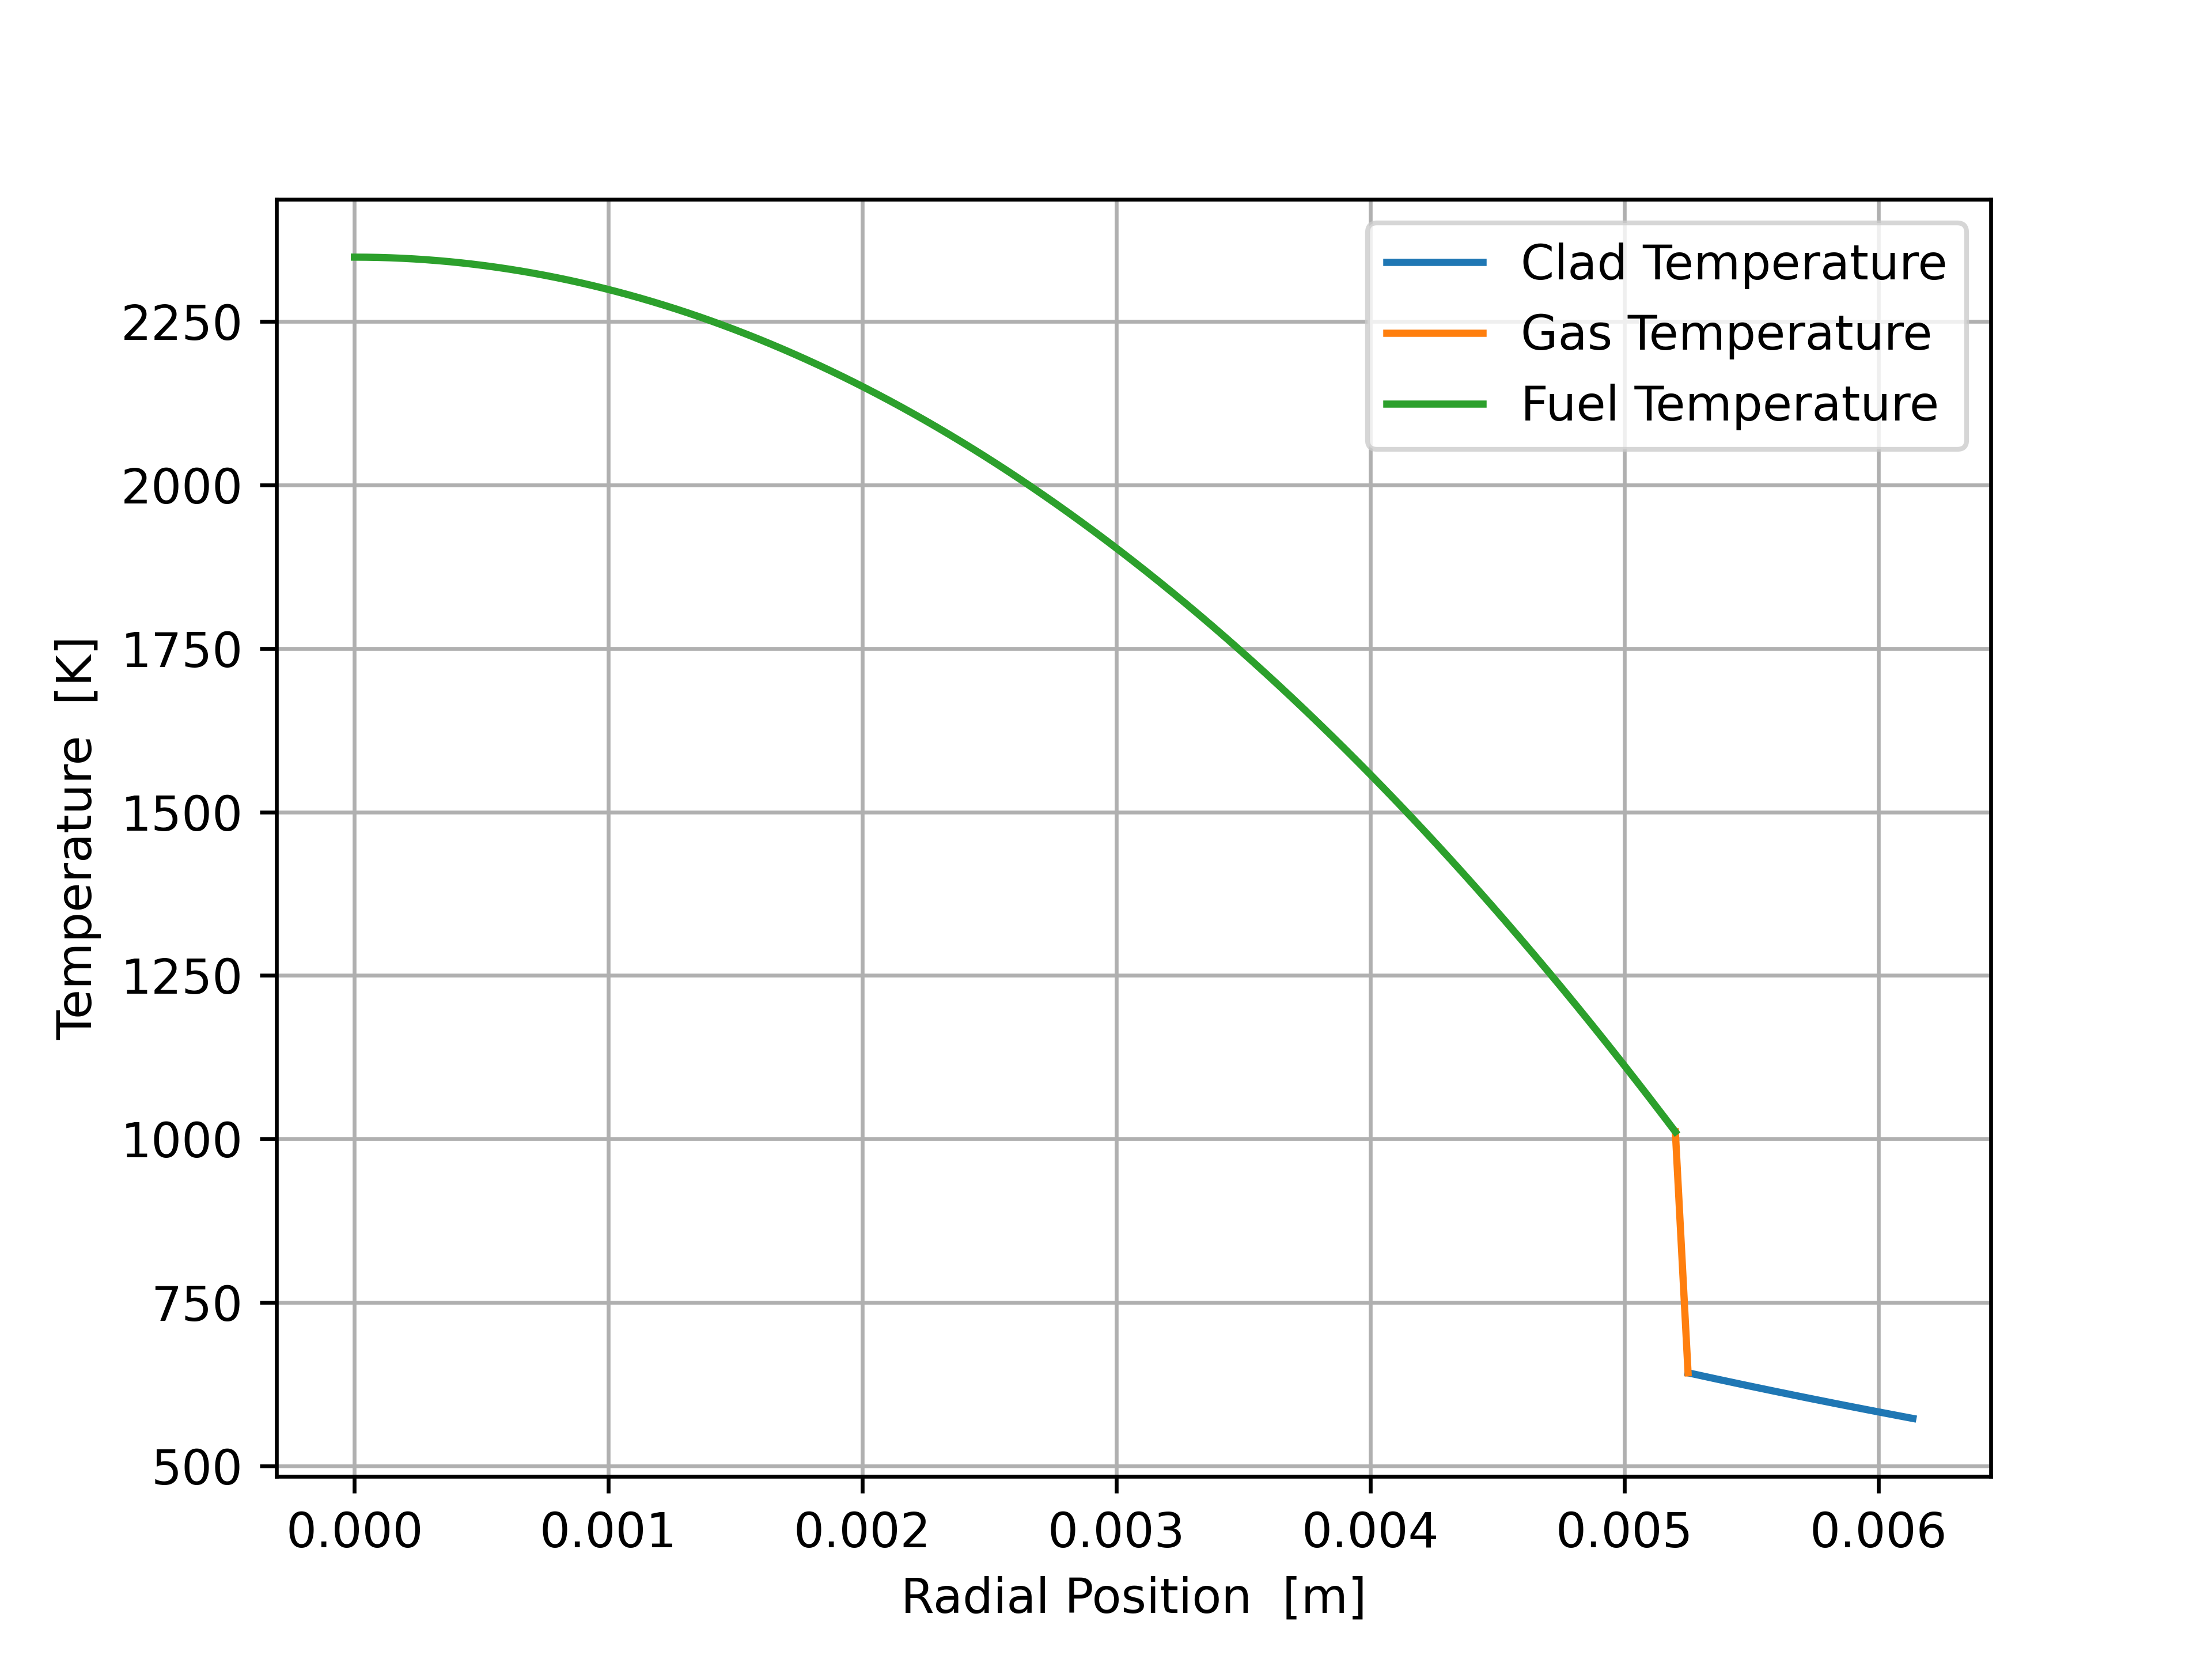 Clad Temperature
Gas Temperature
Fuel Temperature
2250
2000
1750
1500
1250
1000
750
500
Temperature [K]
0.000 0.001 0.002 0.003 0.004 0.005 0.006
Radial Position [m]